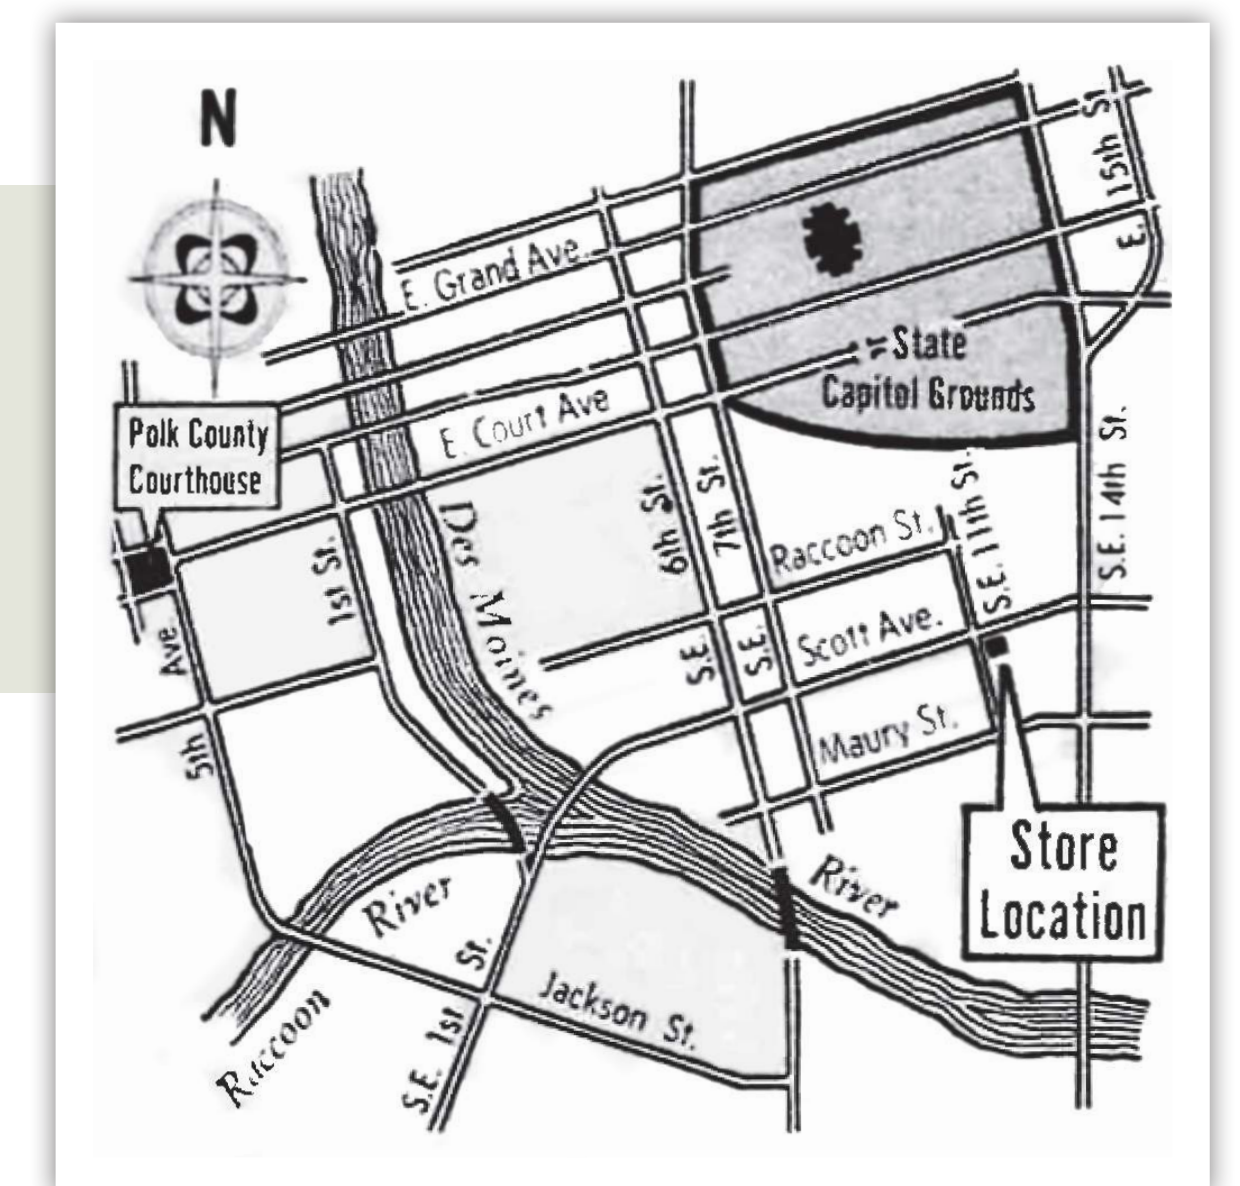 N
E. 15th St.
E. Grand Ave.
State
Capitol Grounds
Polk County
Courthouse
E. Court Ave
S.E. 14th St.
S.E. 6th St.
S.E. 7th St.
S.E. 11th St.
Raccoon St.
1st St.
Des Moines
River
5th Ave.
Scott Ave.
Maury St.
Store
Location
Raccoon
River
Jackson St.
S.E. 1st St.